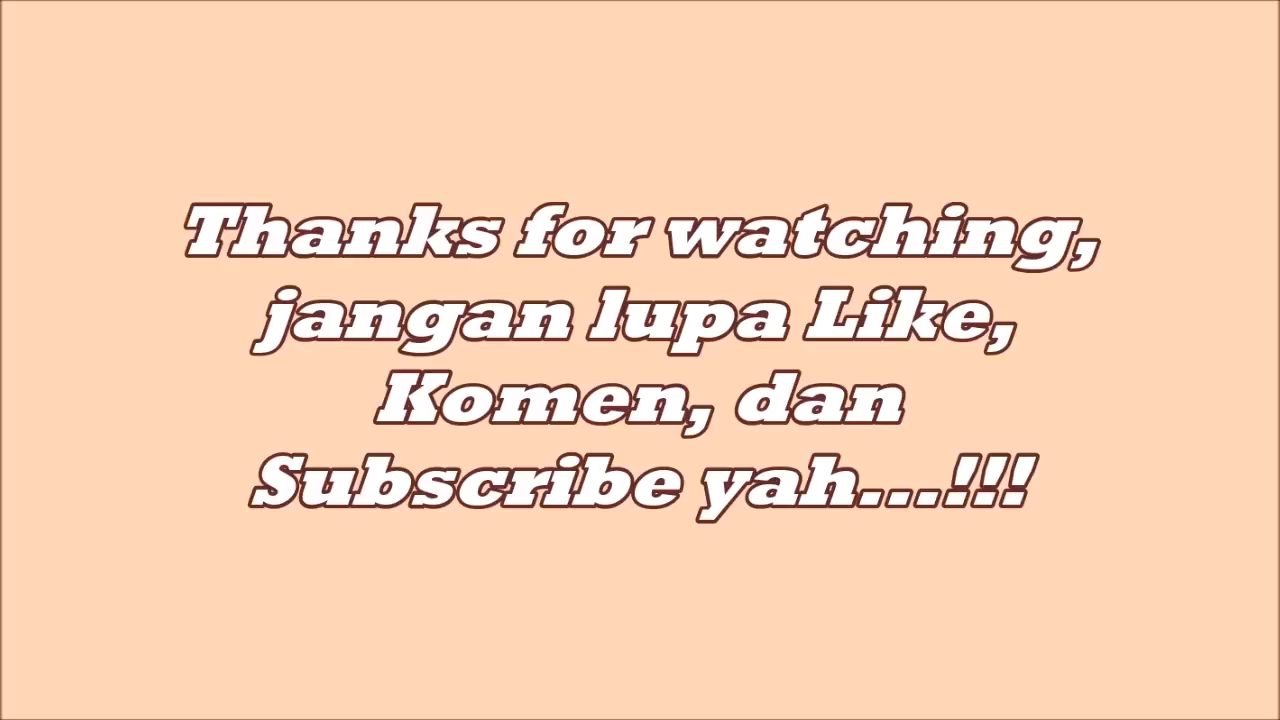 Thanks for watching,
jangan lupa Like,
Komen, dan
Subscribe yah...!!!